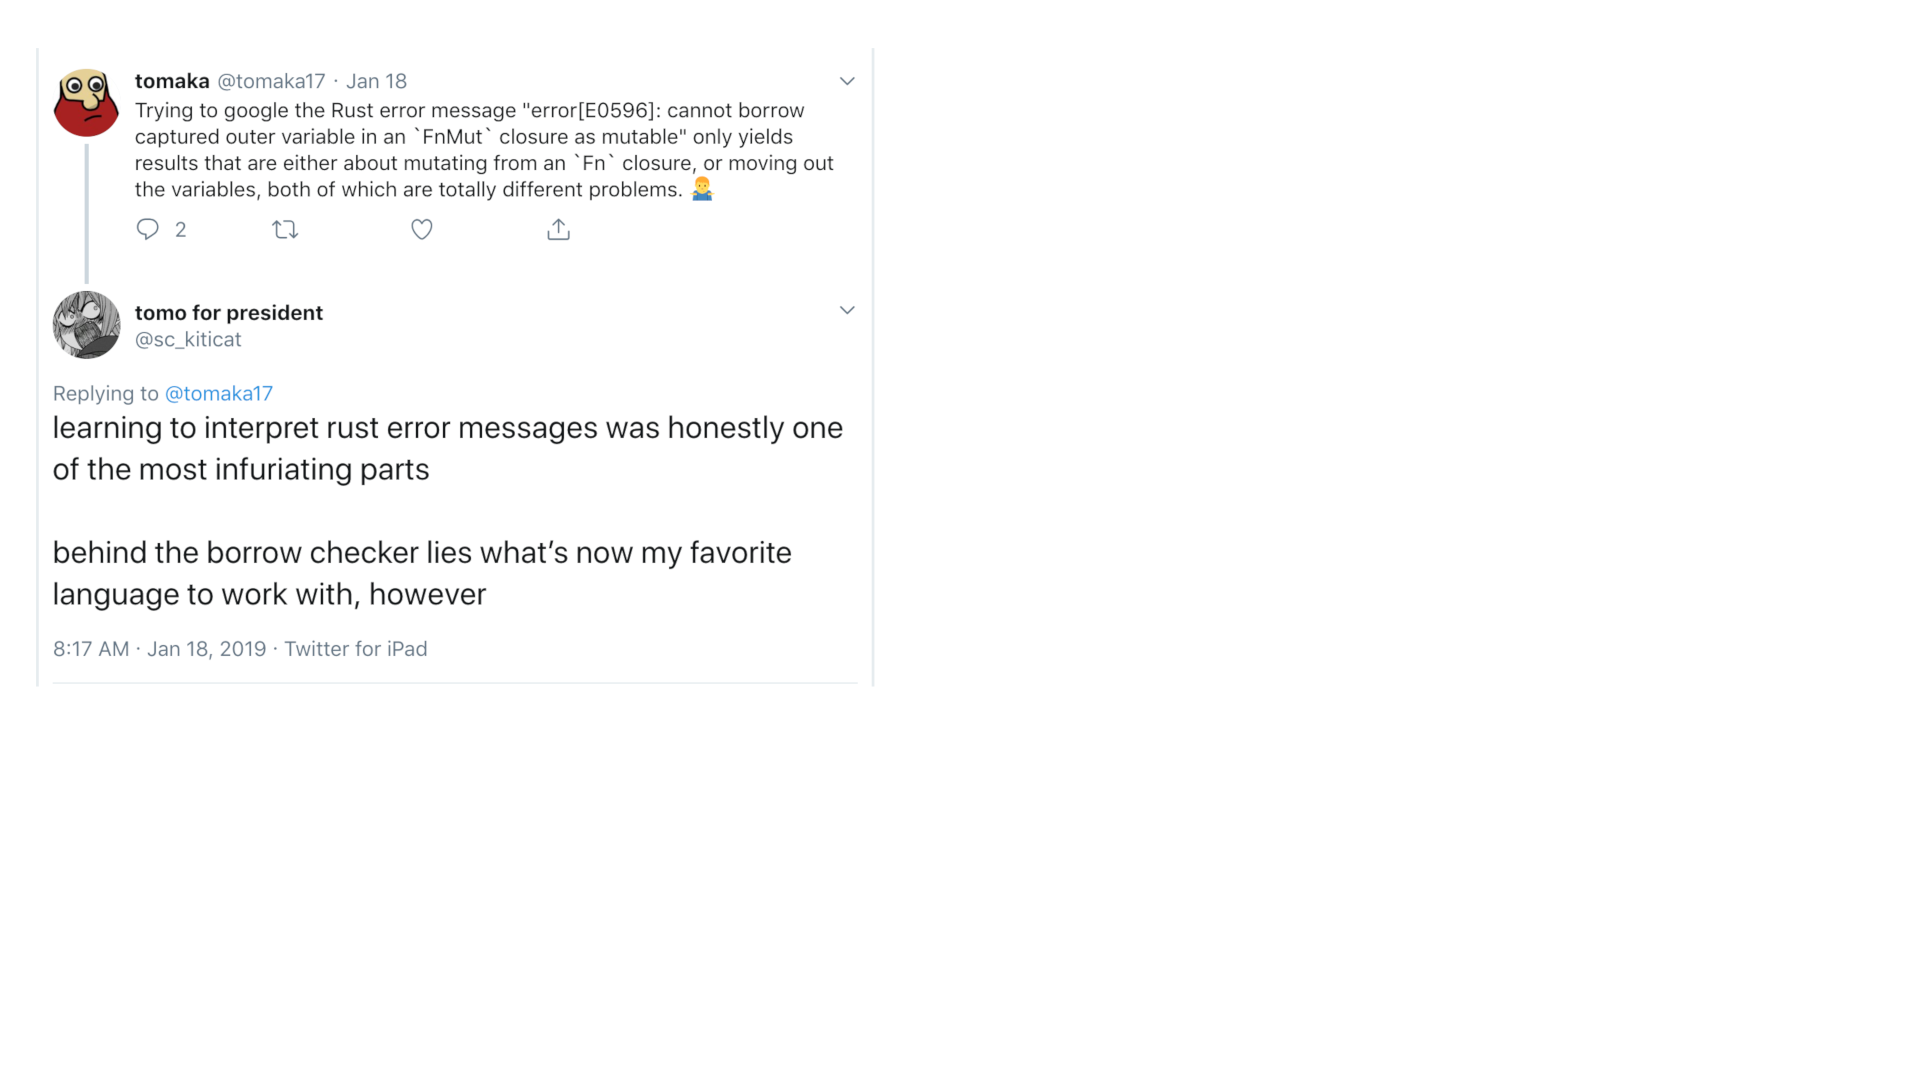 tomaka @tomaka17 · Jan 18
Trying to google the Rust error message "error[E0596]: cannot borrow
captured outer variable in an `FnMut` closure as mutable" only yields
results that are either about mutating from an `Fn` closure, or moving out
the variables, both of which are totally different problems. 🤷‍♂️
2
tomo for president
@sc_kiticat
Replying to @tomaka17
learning to interpret rust error messages was honestly one
of the most infuriating parts
behind the borrow checker lies what’s now my favorite
language to work with, however
8:17 AM · Jan 18, 2019 · Twitter for iPad